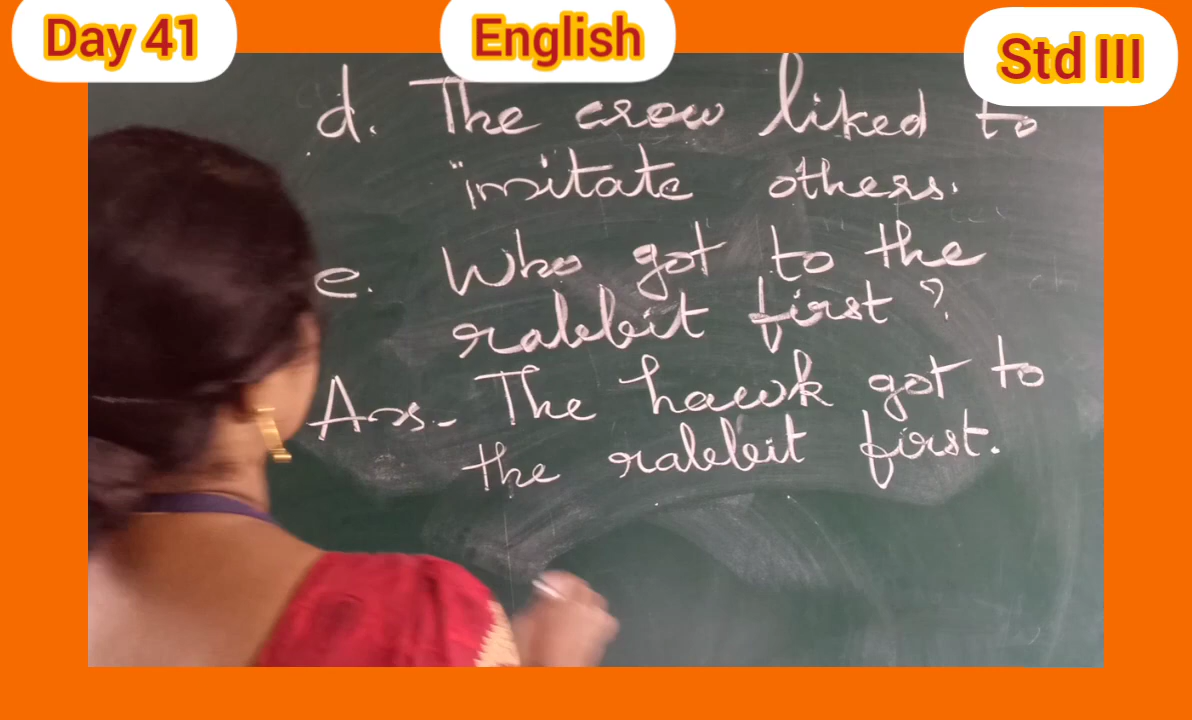 Day 41
English
Std III
d. The crow liked to
imitate others.
e. Who got to the
rabbit first?
Ans- The hawk got to
the rabbit first.